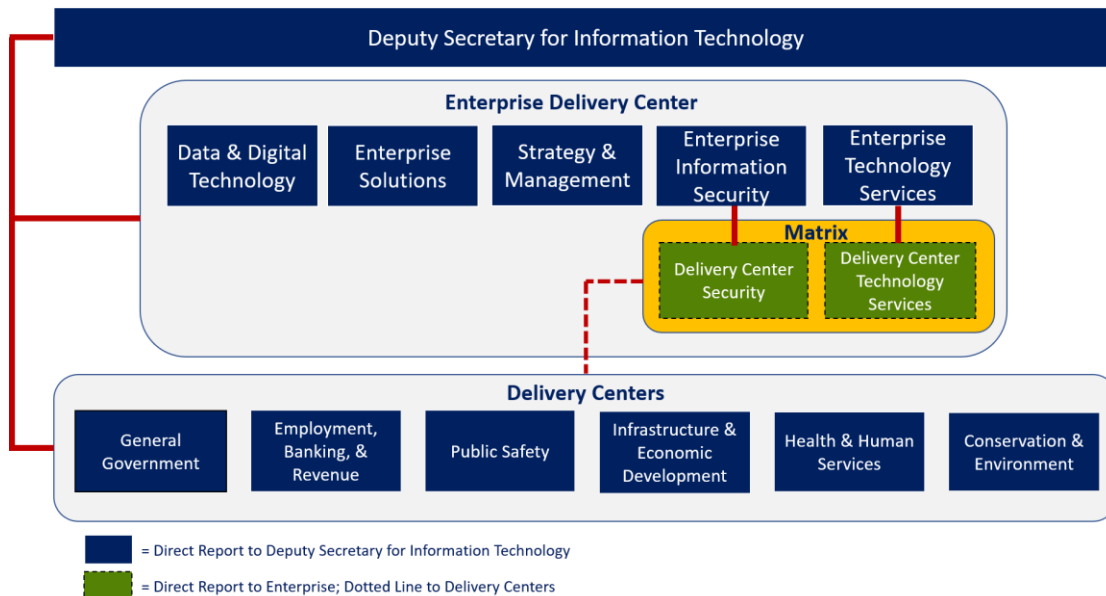 Deputy Secretary for Information Technology
Enterprise Delivery Center
Data & Digital
Technology
Enterprise
Solutions
Strategy &
Management
Enterprise
Information
Security
Enterprise
Technology
Services
Matrix
Delivery Center
Security
Delivery Center
Technology
Services
Delivery Centers
General
Government
Employment,
Banking, &
Revenue
Public Safety
Infrastructure &
Economic
Development
Health & Human
Services
Conservation &
Environment
= Direct Report to Deputy Secretary for Information Technology
= Direct Report to Enterprise; Dotted Line to Delivery Centers